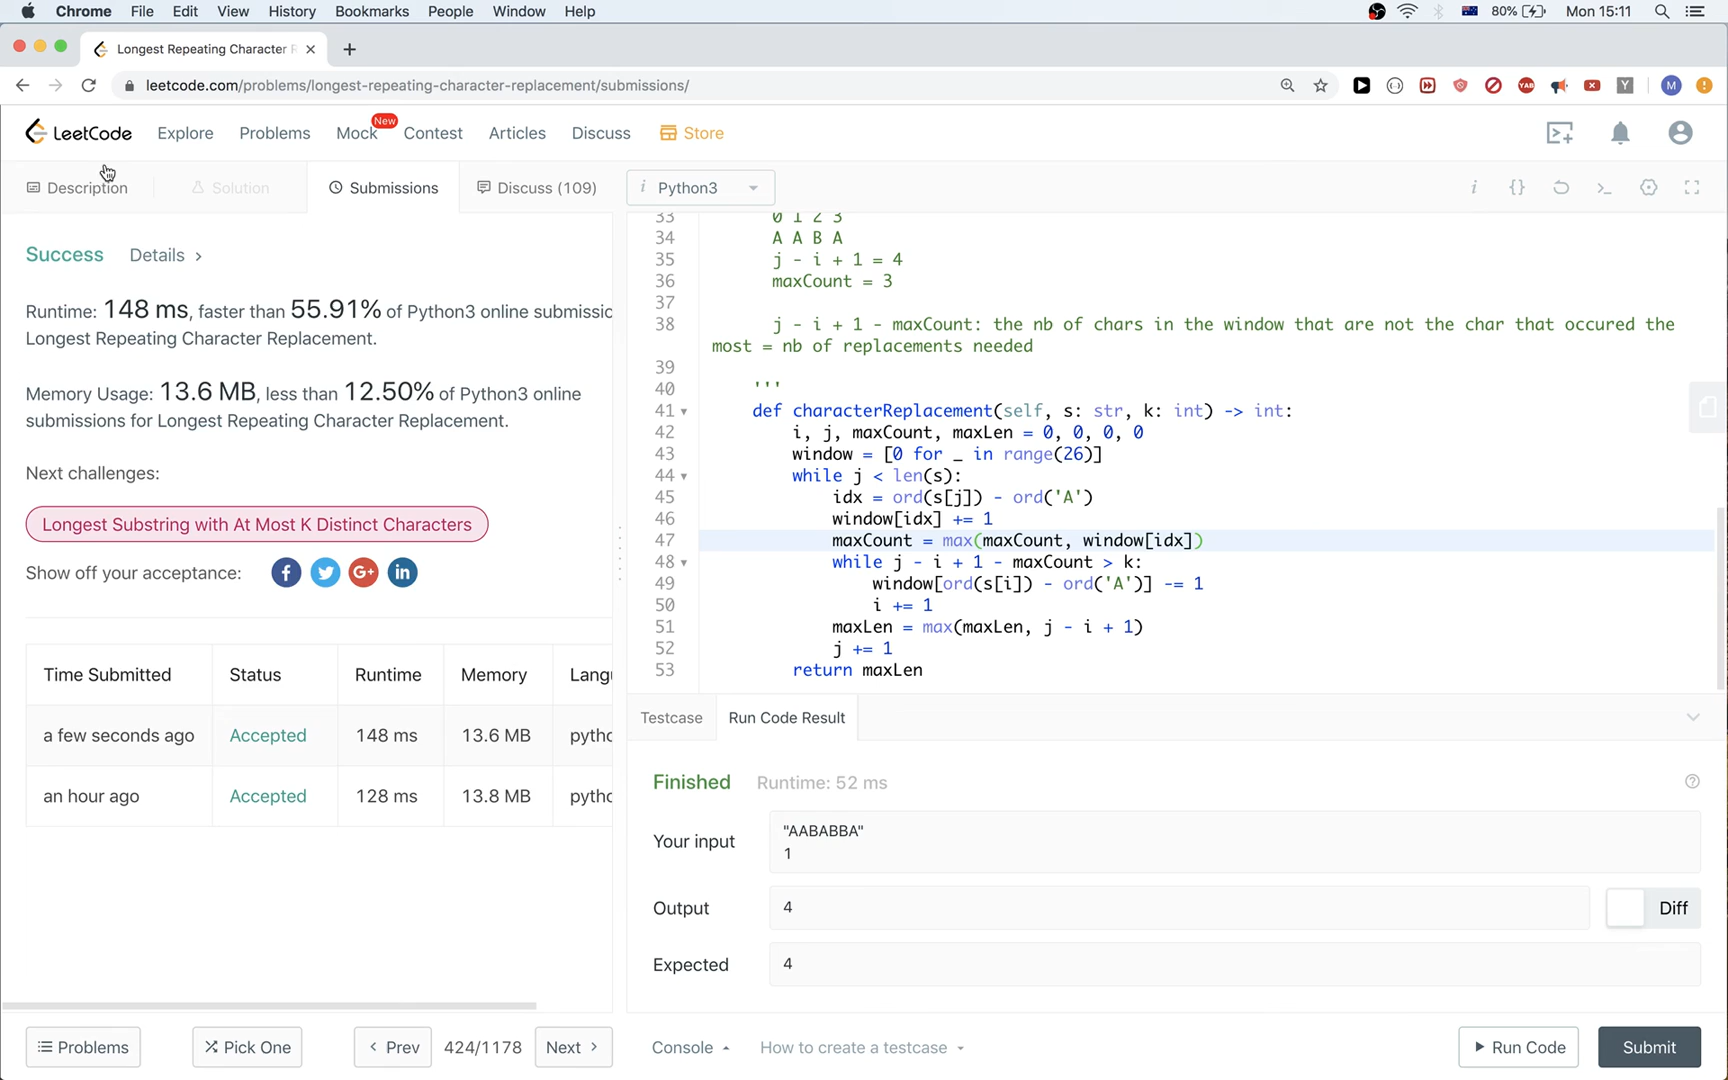 Chrome File Edit View History Bookmarks People Window Help 80% Mon 15:11
Longest Repeating Character R
leetcode.com/problems/longest-repeating-character-replacement/submissions/
YAB Y M
LeetCode Explore Problems Mock New Contest Articles Discuss Store
Description Solution Submissions Discuss (109) i Python3
Success Details
Runtime: 148 ms, faster than 55.91% of Python3 online submissio
Longest Repeating Character Replacement.
Memory Usage: 13.6 MB, less than 12.50% of Python3 online
submissions for Longest Repeating Character Replacement.
Next challenges:
Longest Substring with At Most K Distinct Characters
Show off your acceptance:
Time Submitted Status Runtime Memory Langu
a few seconds ago Accepted 148 ms 13.6 MB pytho
an hour ago Accepted 128 ms 13.8 MB pytho
33 0 1 2 3
34 A A B A
35 j - i + 1 = 4
36 maxCount = 3
37
38 j - i + 1 - maxCount: the nb of chars in the window that are not the char that occured the
most = nb of replacements needed
39
40 '''
41 def characterReplacement(self, s: str, k: int) -> int:
42 i, j, maxCount, maxLen = 0, 0, 0, 0
43 window = [0 for _ in range(26)]
44 while j < len(s):
45 idx = ord(s[j]) - ord('A')
46 window[idx] += 1
47 maxCount = max(maxCount, window[idx])
48 while j - i + 1 - maxCount > k:
49 window[ord(s[i]) - ord('A')] -= 1
50 i += 1
51 maxLen = max(maxLen, j - i + 1)
52 j += 1
53 return maxLen
Testcase Run Code Result
Finished Runtime: 52 ms
Your input
"AABABBA"
1
Output 4 Diff
Expected 4
Problems Pick One Prev 424/1178 Next Console How to create a testcase Run Code Submit